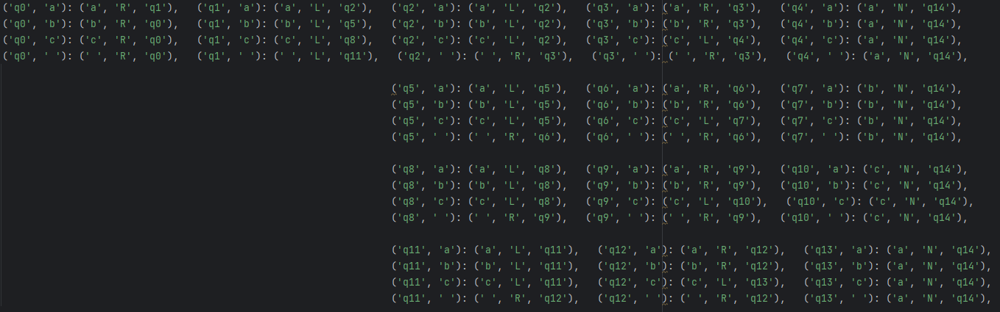 ('q0', 'a'): ('a', 'R', 'q1'),   ('q1', 'a'): ('a', 'L', 'q2'),   ('q2', 'a'): ('a', 'L', 'q2'),   ('q3', 'a'): ('a', 'R', 'q3'),   ('q4', 'a'): ('a', 'N', 'q14'),
('q0', 'b'): ('b', 'R', 'q0'),   ('q1', 'b'): ('b', 'L', 'q5'),   ('q2', 'b'): ('b', 'L', 'q2'),   ('q3', 'b'): ('b', 'R', 'q3'),   ('q4', 'b'): ('a', 'N', 'q14'),
('q0', 'c'): ('c', 'R', 'q0'),   ('q1', 'c'): ('c', 'L', 'q8'),   ('q2', 'c'): ('c', 'L', 'q2'),   ('q3', 'c'): ('c', 'L', 'q4'),   ('q4', 'c'): ('a', 'N', 'q14'),
('q0', ' '): (' ', 'R', 'q0'),   ('q1', ' '): (' ', 'L', 'q11'),   ('q2', ' '): (' ', 'R', 'q3'),   ('q3', ' '): (' ', 'R', 'q3'),   ('q4', ' '): ('a', 'N', 'q14'),
('q5', 'a'): ('a', 'L', 'q5'),   ('q6', 'a'): ('a', 'R', 'q6'),   ('q7', 'a'): ('b', 'N', 'q14'),
('q5', 'b'): ('b', 'L', 'q5'),   ('q6', 'b'): ('b', 'R', 'q6'),   ('q7', 'b'): ('b', 'N', 'q14'),
('q5', 'c'): ('c', 'L', 'q5'),   ('q6', 'c'): ('c', 'L', 'q7'),   ('q7', 'c'): ('b', 'N', 'q14'),
('q5', ' '): (' ', 'R', 'q6'),   ('q6', ' '): (' ', 'R', 'q6'),   ('q7', ' '): ('b', 'N', 'q14'),
('q8', 'a'): ('a', 'L', 'q8'),   ('q9', 'a'): ('a', 'R', 'q9'),   ('q10', 'a'): ('c', 'N', 'q14'),
('q8', 'b'): ('b', 'L', 'q8'),   ('q9', 'b'): ('b', 'R', 'q9'),   ('q10', 'b'): ('c', 'N', 'q14'),
('q8', 'c'): ('c', 'L', 'q8'),   ('q9', 'c'): ('c', 'L', 'q10'),   ('q10', 'c'): ('c', 'N', 'q14'),
('q8', ' '): (' ', 'R', 'q9'),   ('q9', ' '): (' ', 'R', 'q9'),   ('q10', ' '): ('c', 'N', 'q14'),
('q11', 'a'): ('a', 'L', 'q11'),   ('q12', 'a'): ('a', 'R', 'q12'),   ('q13', 'a'): ('a', 'N', 'q14'),
('q11', 'b'): ('b', 'L', 'q11'),   ('q12', 'b'): ('b', 'R', 'q12'),   ('q13', 'b'): ('a', 'N', 'q14'),
('q11', 'c'): ('c', 'L', 'q11'),   ('q12', 'c'): ('c', 'L', 'q13'),   ('q13', 'c'): ('a', 'N', 'q14'),
('q11', ' '): (' ', 'R', 'q12'),   ('q12', ' '): (' ', 'R', 'q12'),   ('q13', ' '): ('a', 'N', 'q14'),